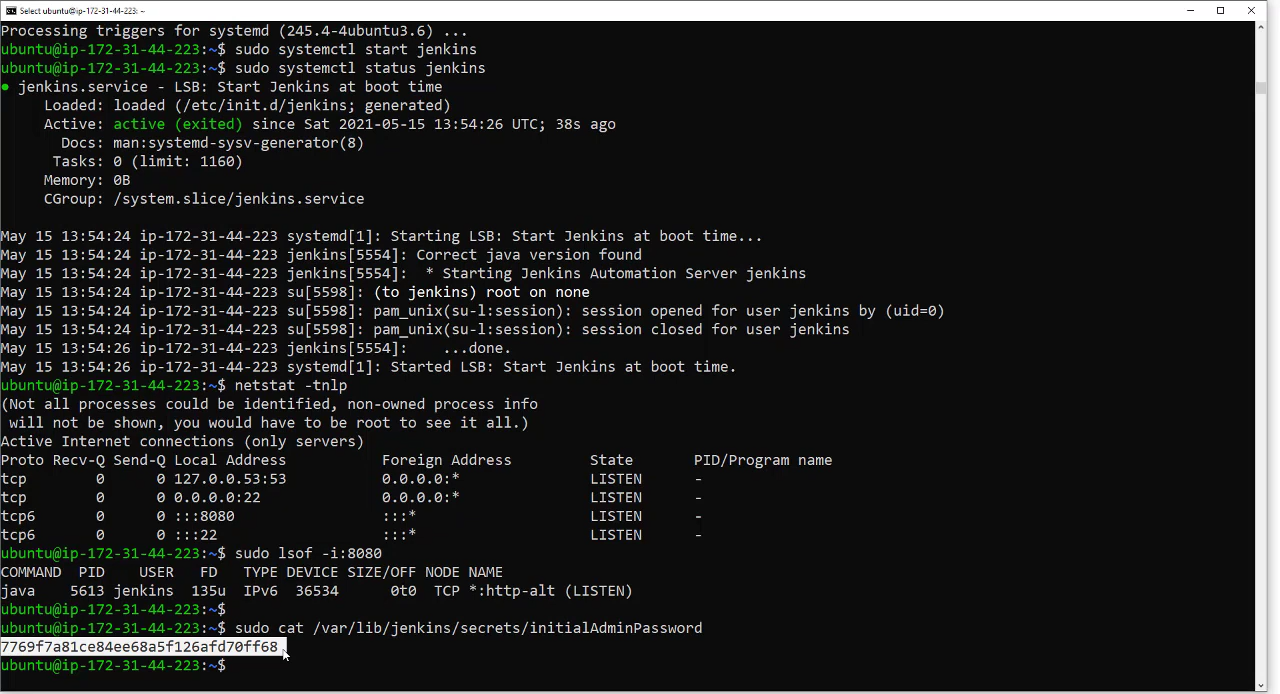 Select ubuntu@ip-172-31-44-223: ~
Processing triggers for systemd (245.4-4ubuntu3.6) ...
ubuntu@ip-172-31-44-223:~$ sudo systemctl start jenkins
ubuntu@ip-172-31-44-223:~$ sudo systemctl status jenkins
● jenkins.service - LSB: Start Jenkins at boot time
     Loaded: loaded (/etc/init.d/jenkins; generated)
     Active: active (exited) since Sat 2021-05-15 13:54:26 UTC; 38s ago
       Docs: man:systemd-sysv-generator(8)
      Tasks: 0 (limit: 1160)
     Memory: 0B
     CGroup: /system.slice/jenkins.service
May 15 13:54:24 ip-172-31-44-223 systemd[1]: Starting LSB: Start Jenkins at boot time...
May 15 13:54:24 ip-172-31-44-223 jenkins[5554]: Correct java version found
May 15 13:54:24 ip-172-31-44-223 jenkins[5554]:  * Starting Jenkins Automation Server jenkins
May 15 13:54:24 ip-172-31-44-223 su[5598]: (to jenkins) root on none
May 15 13:54:24 ip-172-31-44-223 su[5598]: pam_unix(su-l:session): session opened for user jenkins by (uid=0)
May 15 13:54:24 ip-172-31-44-223 su[5598]: pam_unix(su-l:session): session closed for user jenkins
May 15 13:54:26 ip-172-31-44-223 jenkins[5554]:    ...done.
May 15 13:54:26 ip-172-31-44-223 systemd[1]: Started LSB: Start Jenkins at boot time.
ubuntu@ip-172-31-44-223:~$ netstat -tnlp
(Not all processes could be identified, non-owned process info
 will not be shown, you would have to be root to see it all.)
Active Internet connections (only servers)
Proto Recv-Q Send-Q Local Address           Foreign Address         State       PID/Program name
tcp        0      0 127.0.0.53:53           0.0.0.0:*               LISTEN      -
tcp        0      0 0.0.0.0:22              0.0.0.0:*               LISTEN      -
tcp6       0      0 :::8080                 :::*                    LISTEN      -
tcp6       0      0 :::22                   :::*                    LISTEN      -
ubuntu@ip-172-31-44-223:~$ sudo lsof -i:8080
COMMAND  PID    USER   FD   TYPE DEVICE SIZE/OFF NODE NAME
java    5613 jenkins  135u  IPv6  36534      0t0  TCP *:http-alt (LISTEN)
ubuntu@ip-172-31-44-223:~$
ubuntu@ip-172-31-44-223:~$ sudo cat /var/lib/jenkins/secrets/initialAdminPassword
7769f7a81ce84ee68a5f126afd70ff68
ubuntu@ip-172-31-44-223:~$